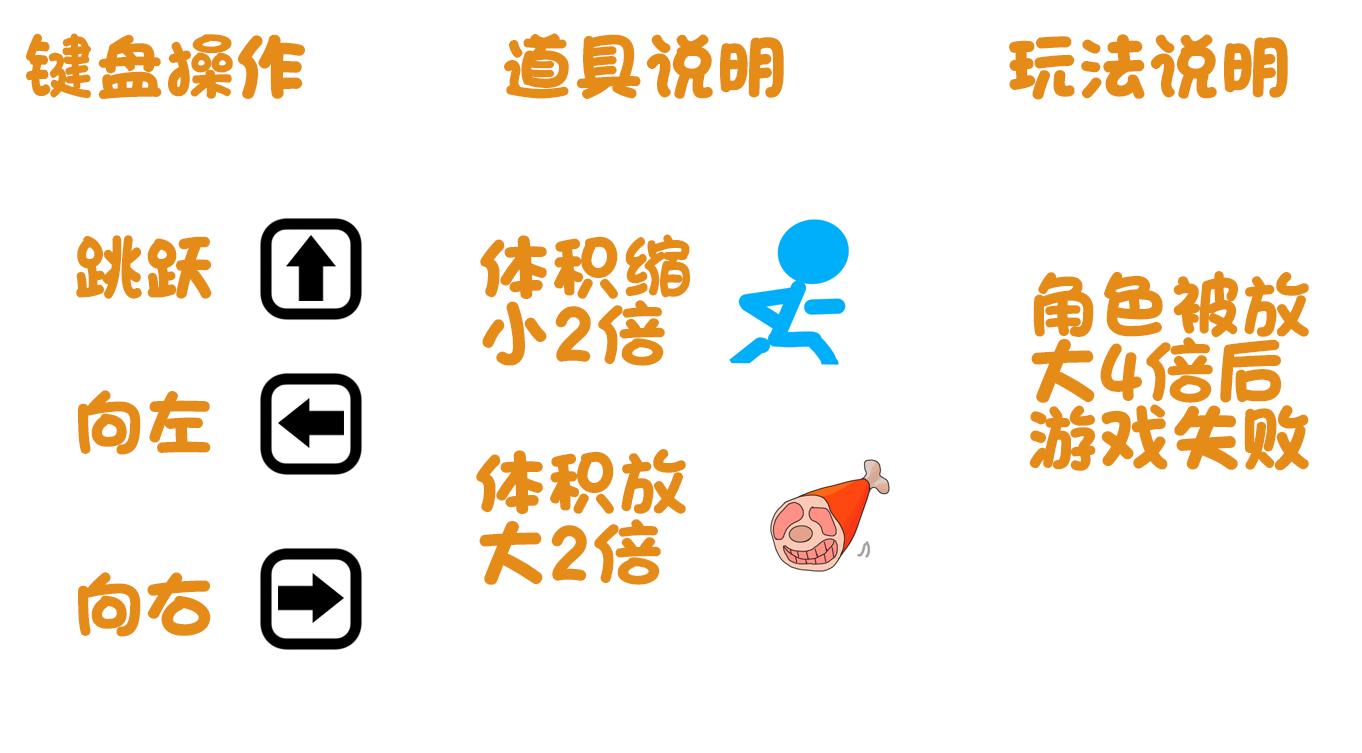 键盘操作
道具说明
玩法说明
跳跃
向左
向右
体积缩
小2倍
体积放
大2倍
角色被放
大4倍后
游戏失败